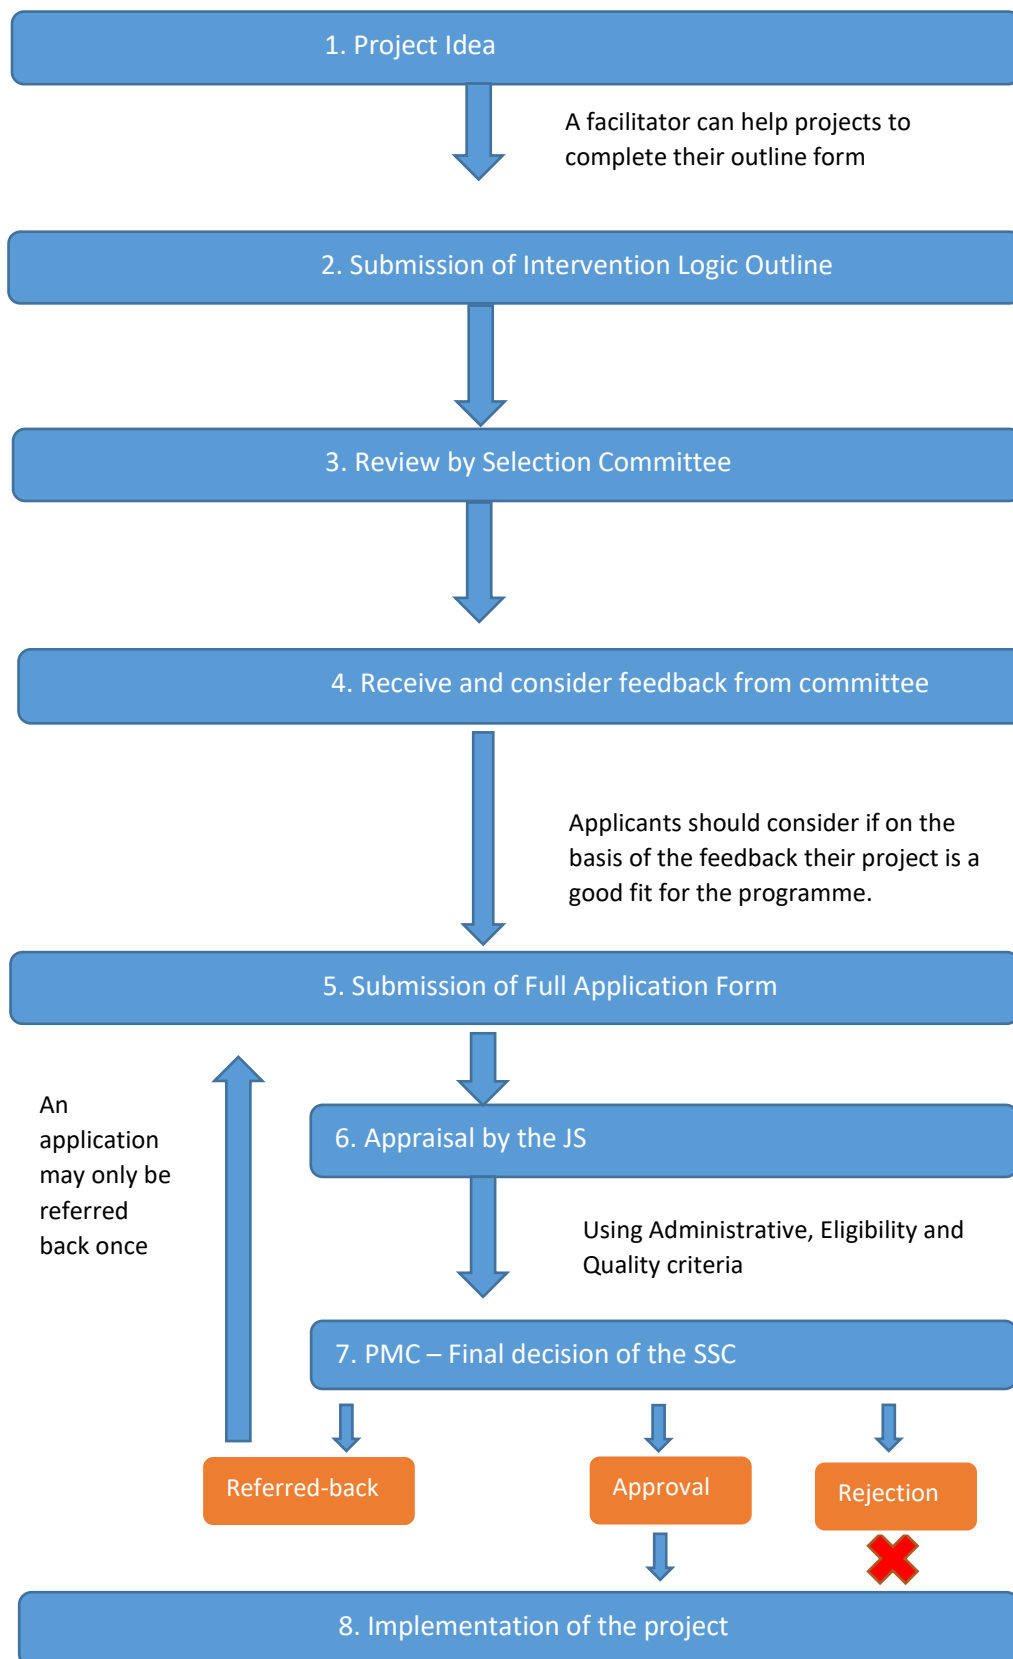 1. Project Idea
A facilitator can help projects to
complete their outline form
2. Submission of Intervention Logic Outline
3. Review by Selection Committee
4. Receive and consider feedback from committee
Applicants should consider if on the
basis of the feedback their project is a
good fit for the programme.
5. Submission of Full Application Form
An
application
may only be
referred
back once
6. Appraisal by the JS
Using Administrative, Eligibility and
Quality criteria
7. PMC – Final decision of the SSC
Referred-back
Approval
Rejection
8. Implementation of the project